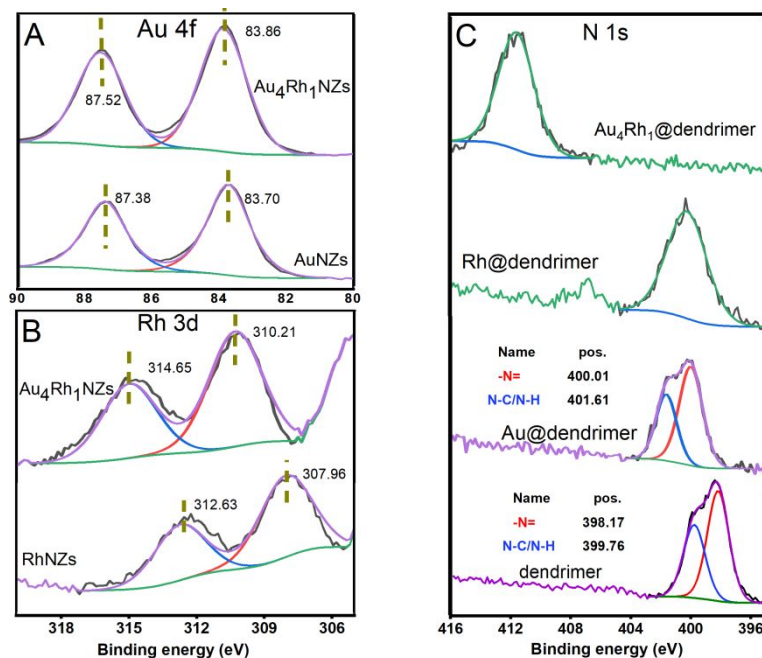 A
Au 4f
83.86
Au4Rh1NZs
87.52
87.38
83.70
AuNZs
90 88 86 84 82 80
B
Rh 3d
310.21
Au4Rh1NZs
314.65
307.96
312.63
RhNZs
318 315 312 309 306
Binding energy (eV)
C
N 1s
Au4Rh1@dendrimer
Rh@dendrimer
Name pos.
-N= 400.01
N-C/N-H 401.61
Au@dendrimer
Name pos.
-N= 398.17
N-C/N-H 399.76
dendrimer
416 412 408 404 400 396
Binding energy (eV)